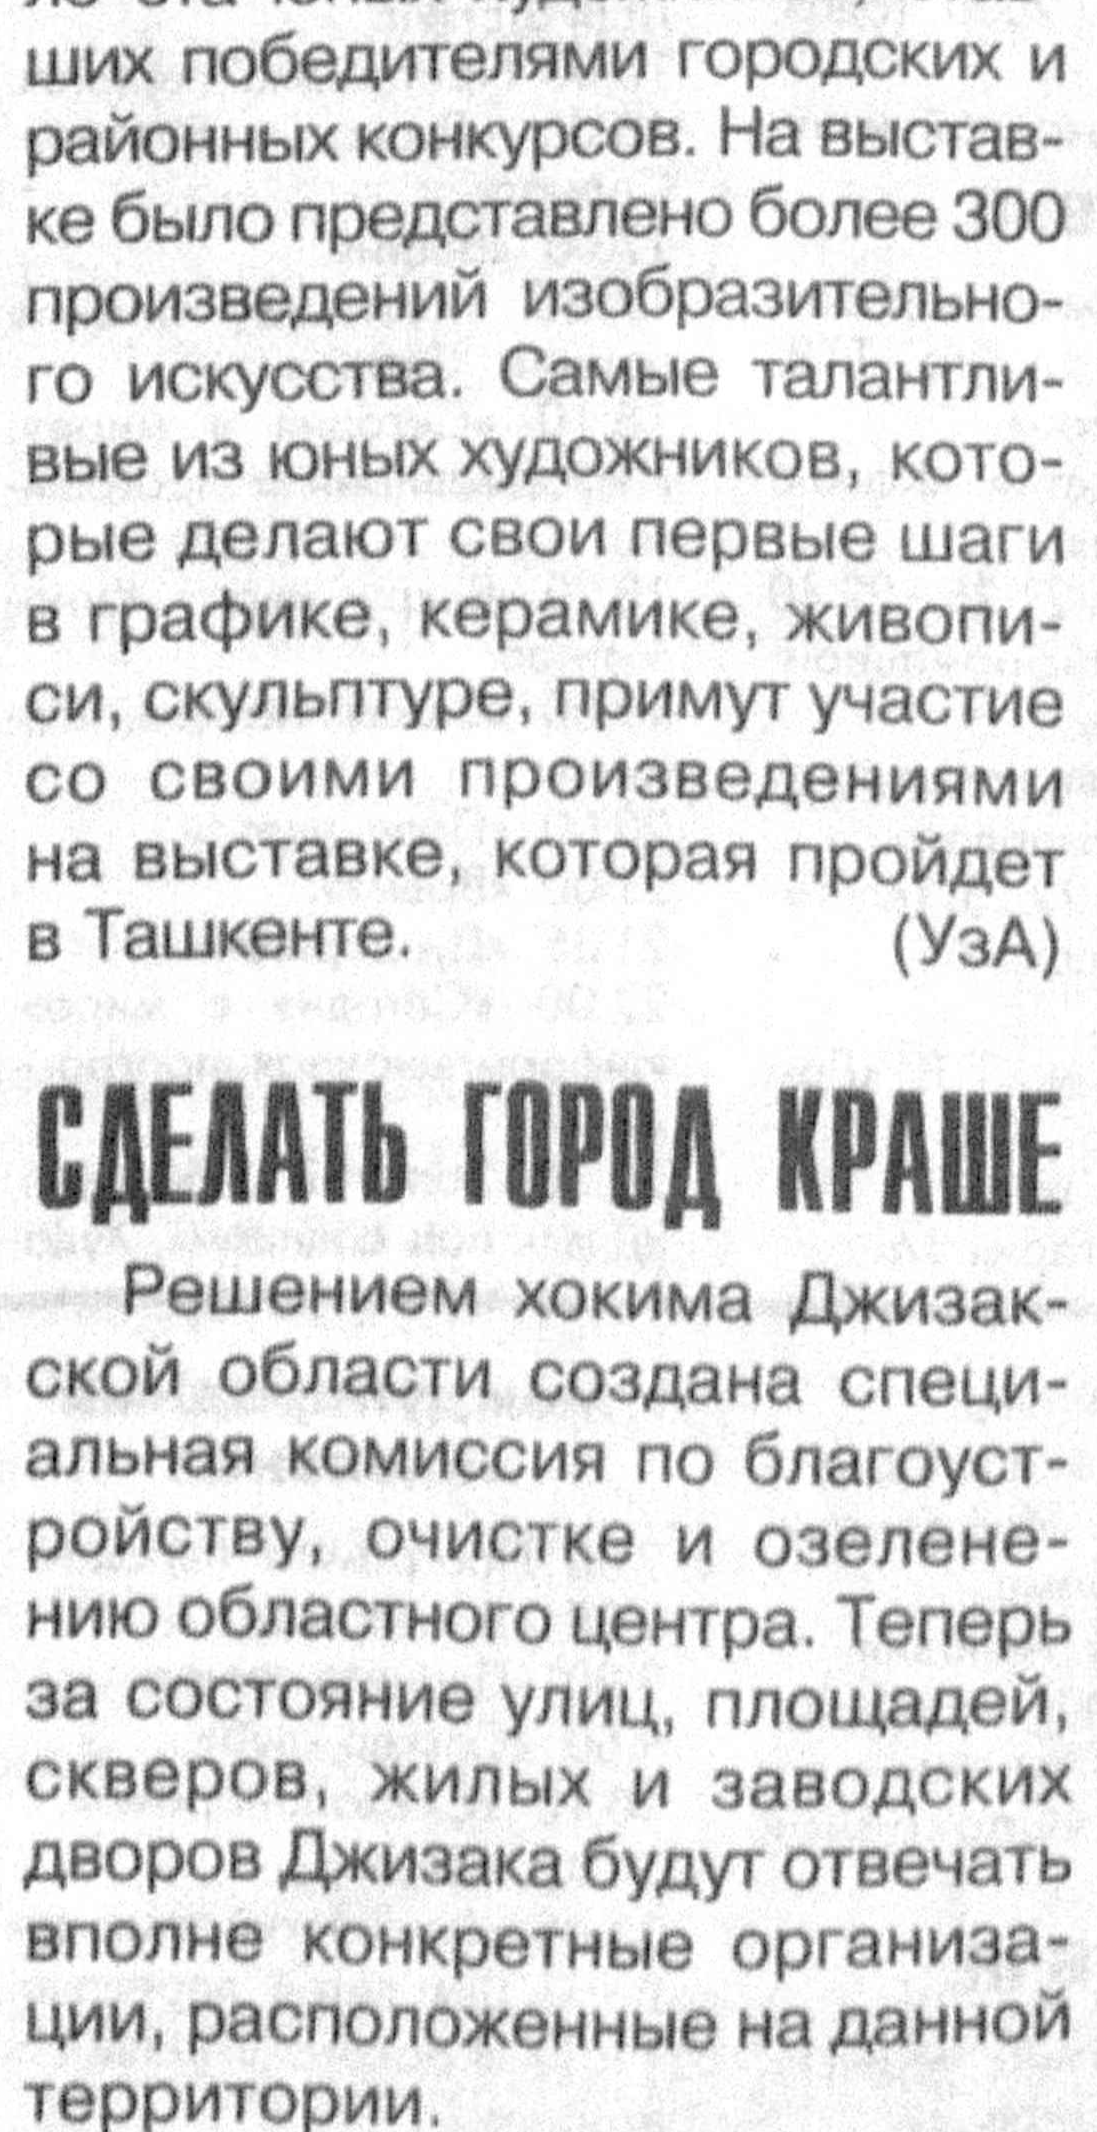 ших победителями городских и
районных конкурсов. На выстав-
ке было представлено более 300
произведений изобразительно-
го искусства. Самые талантли-
вые из юных художников, кото-
рые делают свои первые шаги
в графике, керамике, живопи-
си, скульптуре, примут участие
со своими произведениями
на выставке, которая пройдет
в Ташкенте. (УзА)
СДЕЛАТЬ ГОРОД КРАШЕ
Решением хокима Джизак-
ской области создана специ-
альная комиссия по благоуст-
ройству, очистке и озелене-
нию областного центра. Теперь
за состояние улиц, площадей,
скверов, жилых и заводских
дворов Джизака будут отвечать
вполне конкретные организа-
ции, расположенные на данной
территории.